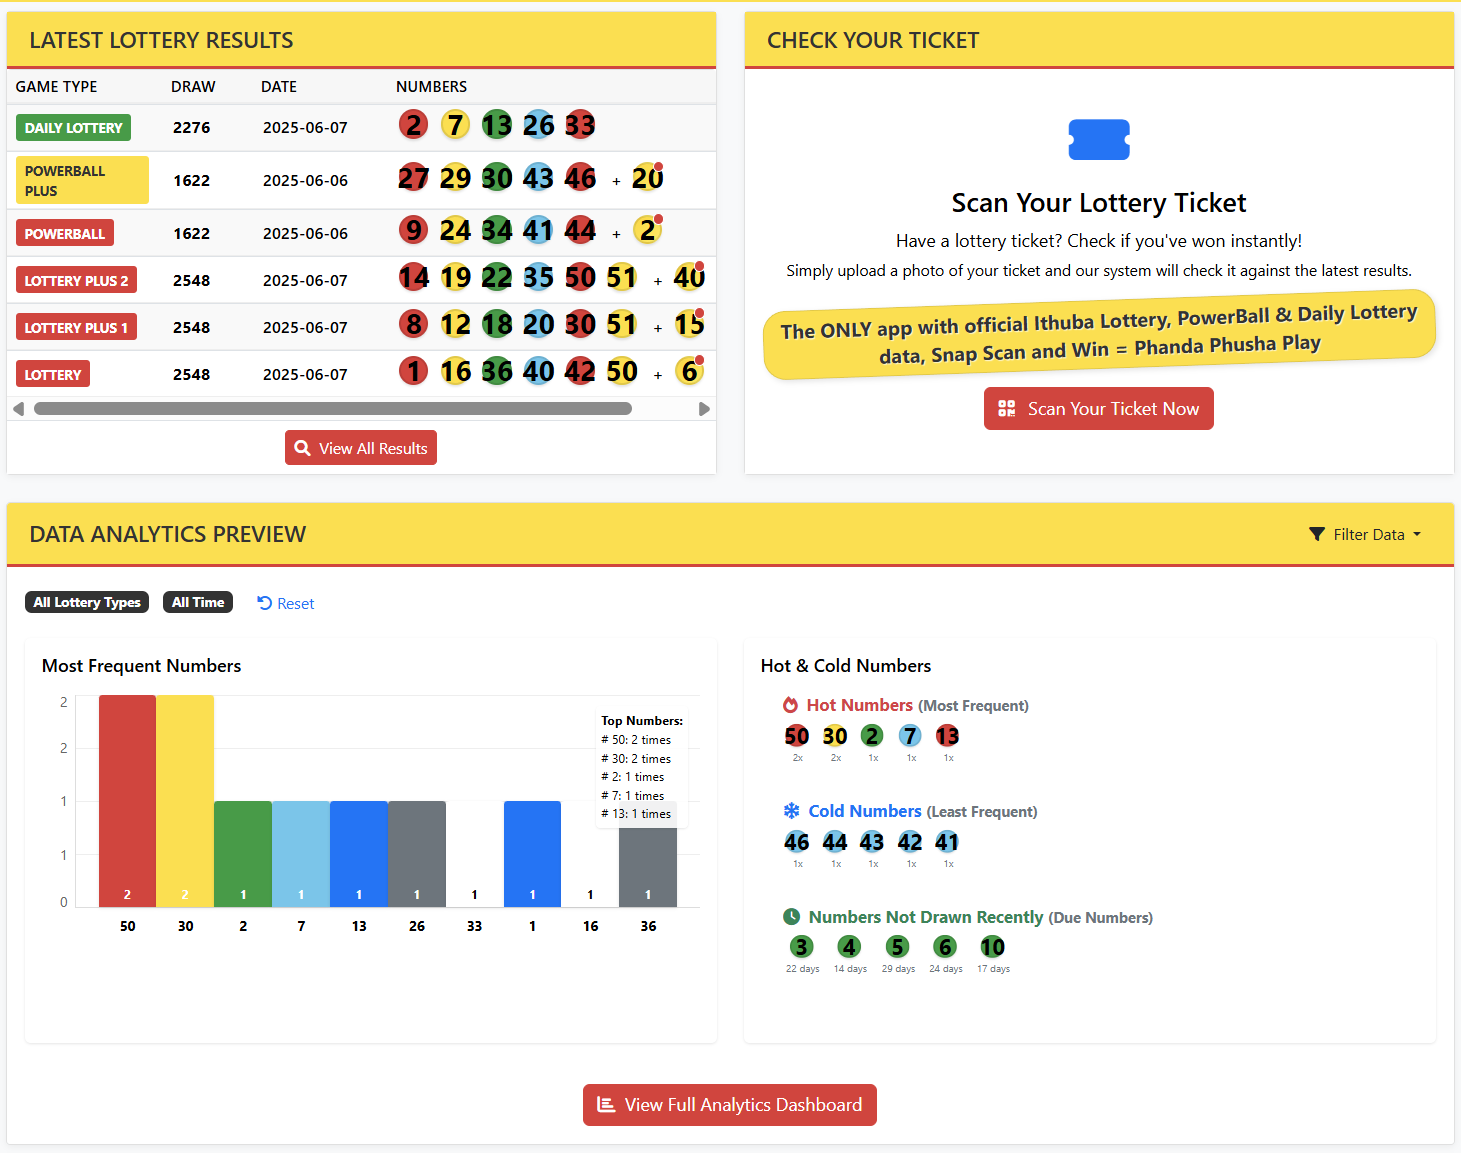 LATEST LOTTERY RESULTS
GAME TYPE DRAW DATE NUMBERS
DAILY LOTTERY 2276 2025-06-07 2 7 13 26 33
POWERBALL PLUS 1622 2025-06-06 27 29 30 43 46 + 20
POWERBALL 1622 2025-06-06 9 24 34 41 44 + 2
LOTTERY PLUS 2 2548 2025-06-07 14 19 22 35 50 51 + 40
LOTTERY PLUS 1 2548 2025-06-07 8 12 18 20 30 51 + 15
LOTTERY 2548 2025-06-07 1 16 36 40 42 50 + 6
View All Results
CHECK YOUR TICKET
Scan Your Lottery Ticket
Have a lottery ticket? Check if you've won instantly!
Simply upload a photo of your ticket and our system will check it against the latest results.
The ONLY app with official Ithuba Lottery, PowerBall & Daily Lottery
data, Snap Scan and Win = Phanda Phusha Play
Scan Your Ticket Now
DATA ANALYTICS PREVIEW
Filter Data
All Lottery Types All Time Reset
Most Frequent Numbers
2
2
1
1
0
2 2 1 1 1 1 1 1 1 1
50 30 2 7 13 26 33 1 16 36
Top Numbers:
# 50: 2 times
# 30: 2 times
# 2: 1 times
# 7: 1 times
# 13: 1 times
Hot & Cold Numbers
Hot Numbers (Most Frequent)
50 30 2 7 13
2x 2x 1x 1x 1x
Cold Numbers (Least Frequent)
46 44 43 42 41
1x 1x 1x 1x 1x
Numbers Not Drawn Recently (Due Numbers)
3 4 5 6 10
22 days 14 days 29 days 24 days 17 days
View Full Analytics Dashboard